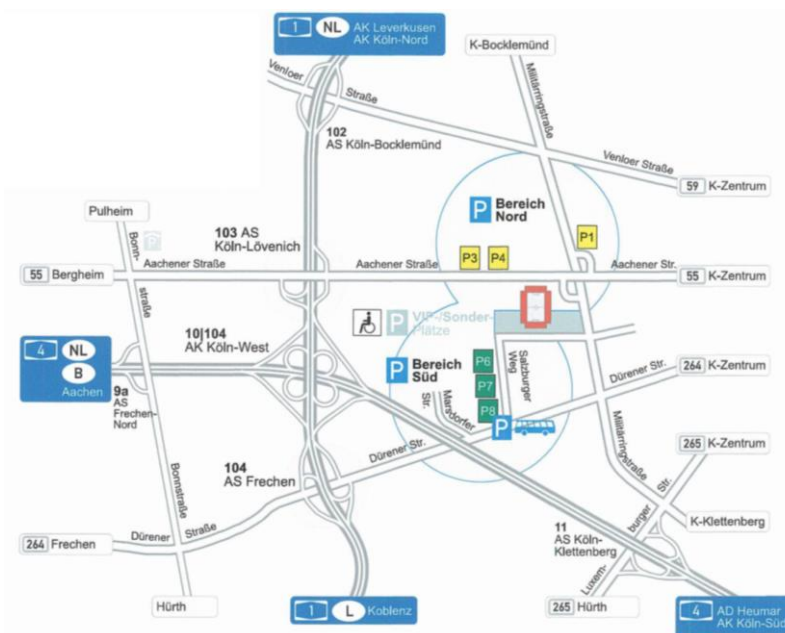 1 NL AK Leverkusen
AK Köln-Nord
K-Bocklemünd
Venloer
Straße
Militärringstraße
102
AS Köln-Bocklemünd
Venloer Straße
59 K-Zentrum
Pulheim
P Bereich
Nord
Bonn-
straße
103 AS
Köln-Lövenich
P3
P4
P1
55 Bergheim
Aachener Straße
Aachener Straße
Aachener Str.
55 K-Zentrum
10|104
AK Köln-West
P VIP-/Sonder-
Plätze
4 NL
B
Aachen
P Bereich
Süd
P6
P7
P8
Salzburger
Weg
Dürener Str.
264 K-Zentrum
9a
AS
Frechen-
Nord
Marsdorfer
Str.
P
Dürener Str.
Militärringstraße
265 K-Zentrum
104
AS Frechen
Bonnstraße
Luxem-
burger
Str.
K-Klettenberg
264 Frechen
Dürener
Straße
11
AS Köln-
Klettenberg
Hürth
1 L Koblenz
265 Hürth
4 AD Heumar
AK Köln-Süd